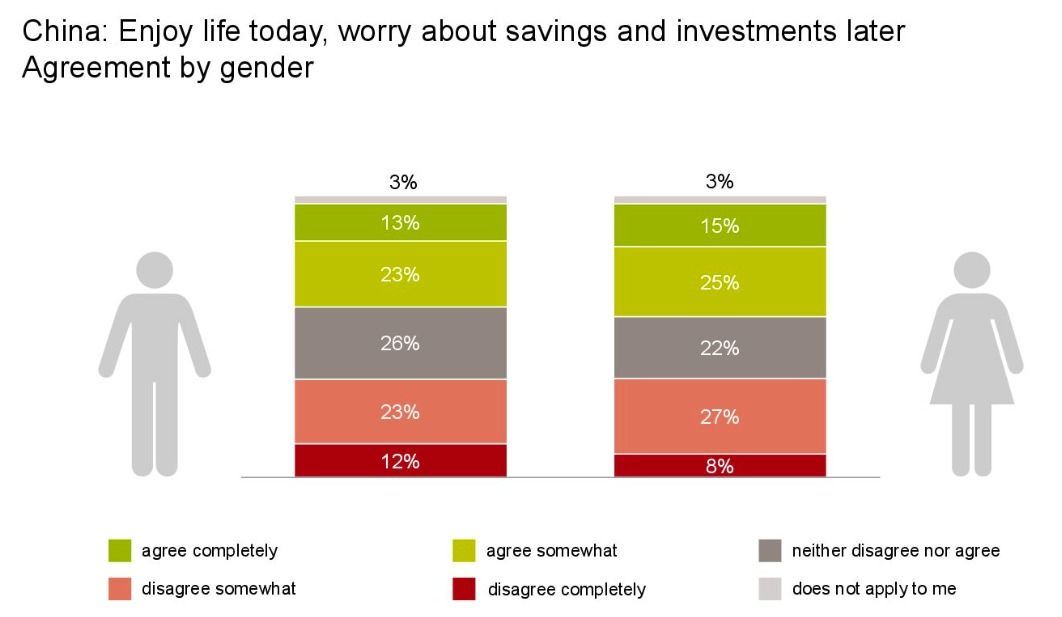 China: Enjoy life today, worry about savings and investments later
Agreement by gender
3%
13%
23%
26%
23%
12%
3%
15%
25%
22%
27%
8%
agree completely
agree somewhat
neither disagree nor agree
disagree somewhat
disagree completely
does not apply to me